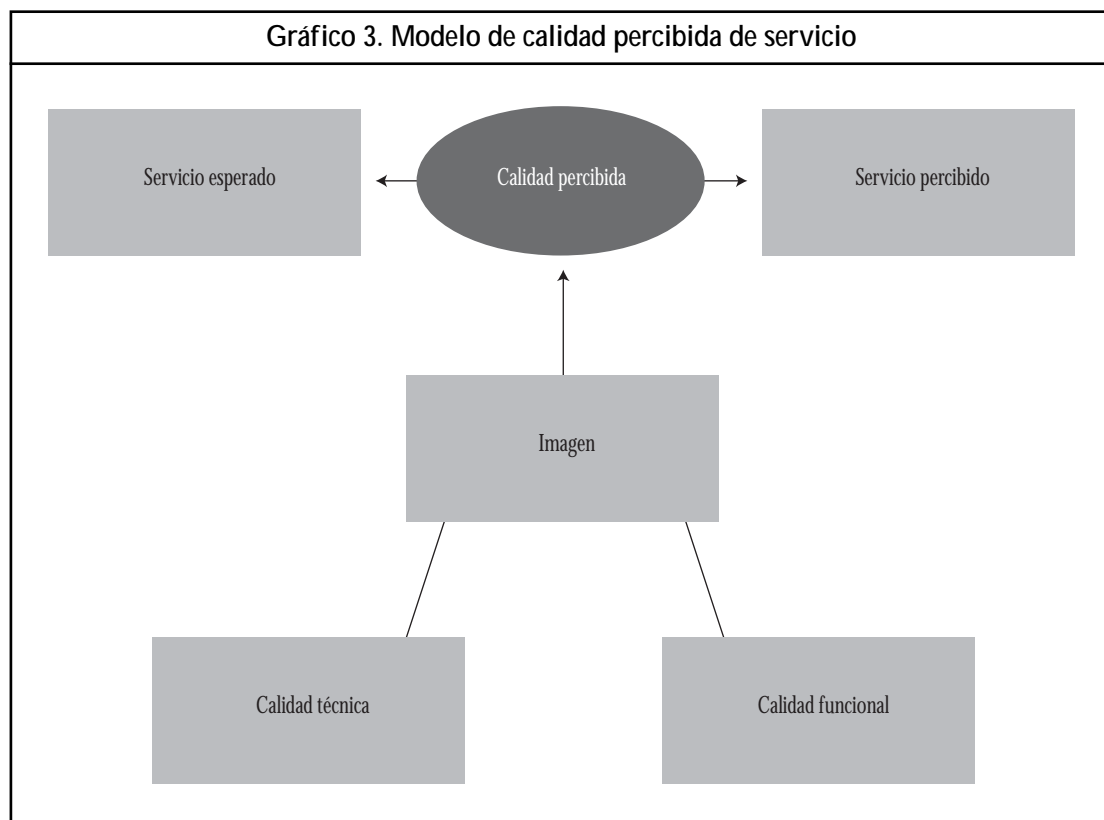 Gráfico 3. Modelo de calidad percibida de servicio
Servicio esperado
Calidad percibida
Servicio percibido
Imagen
Calidad técnica
Calidad funcional